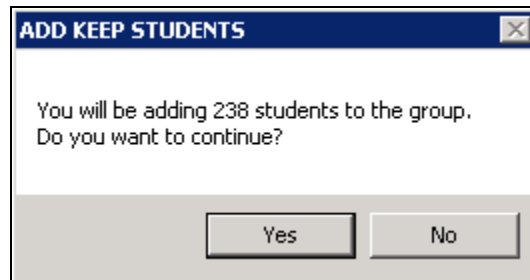 ADD KEEP STUDENTS
You will be adding 238 students to the group.
Do you want to continue?
Yes No